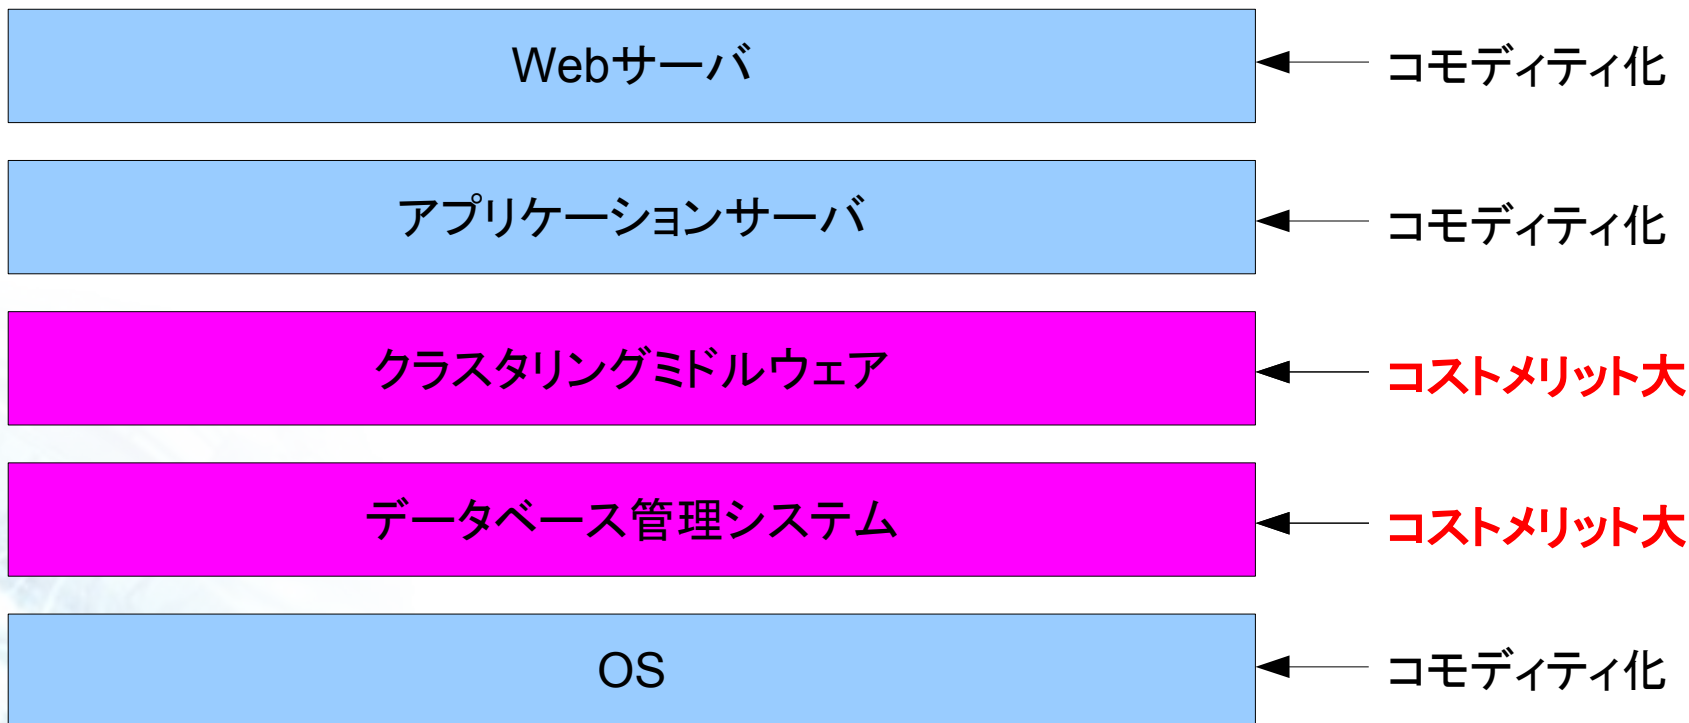 Webサーバ
コモディティ化
アプリケーションサーバ
コモディティ化
クラスタリングミドルウェア
コストメリット大
データベース管理システム
コストメリット大
OS
コモディティ化